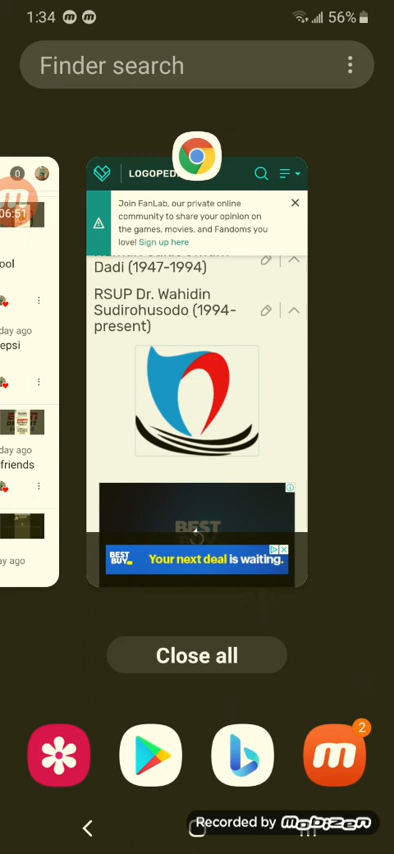 1:34
56%
Finder search
LOGOPED
0
06:51
Join FanLab, our private online
community to share your opinion on
the games, movies, and Fandoms you
love! Sign up here
ool
Dadi (1947-1994)
RSUP Dr. Wahidin
Sudirohusodo (1994-
present)
day ago
epsi
day ago
friends
ay ago
BEST
BEST
BUY
Your next deal is waiting.
Close all
2
Recorded by mobizen